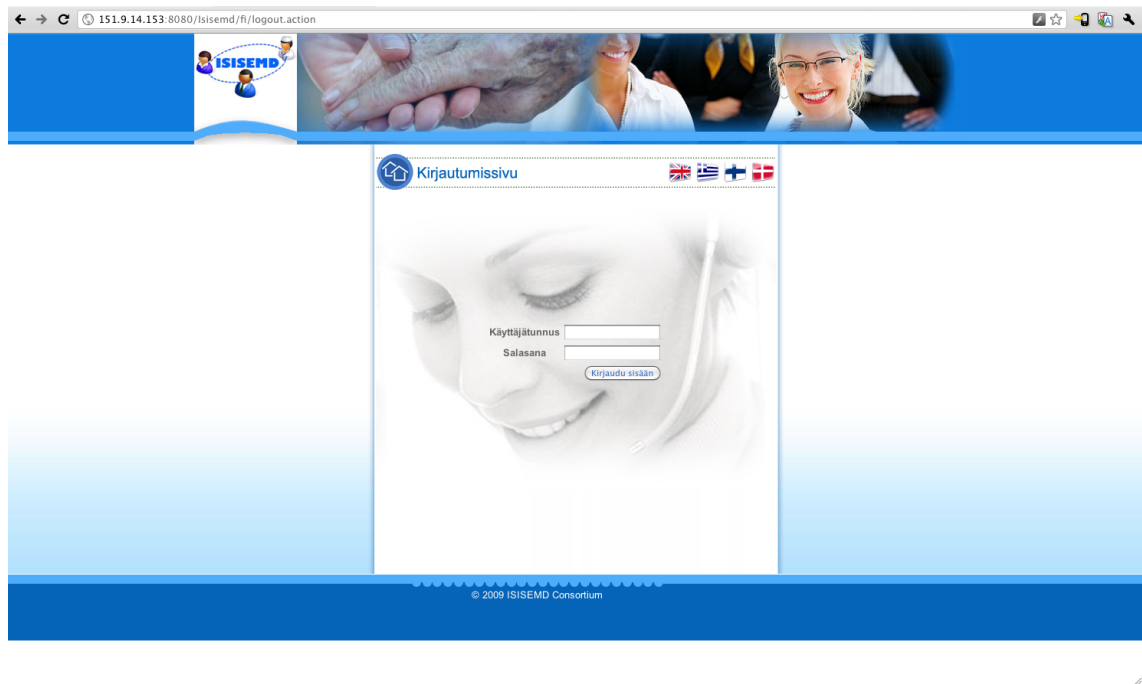 151.9.14.153:8080/Isisemd/fi/logout.action
ISISEMD
Kirjautumissivu
Käyttäjätunnus
Salasana
Kirjaudu sisään
© 2009 ISISEMD Consortium